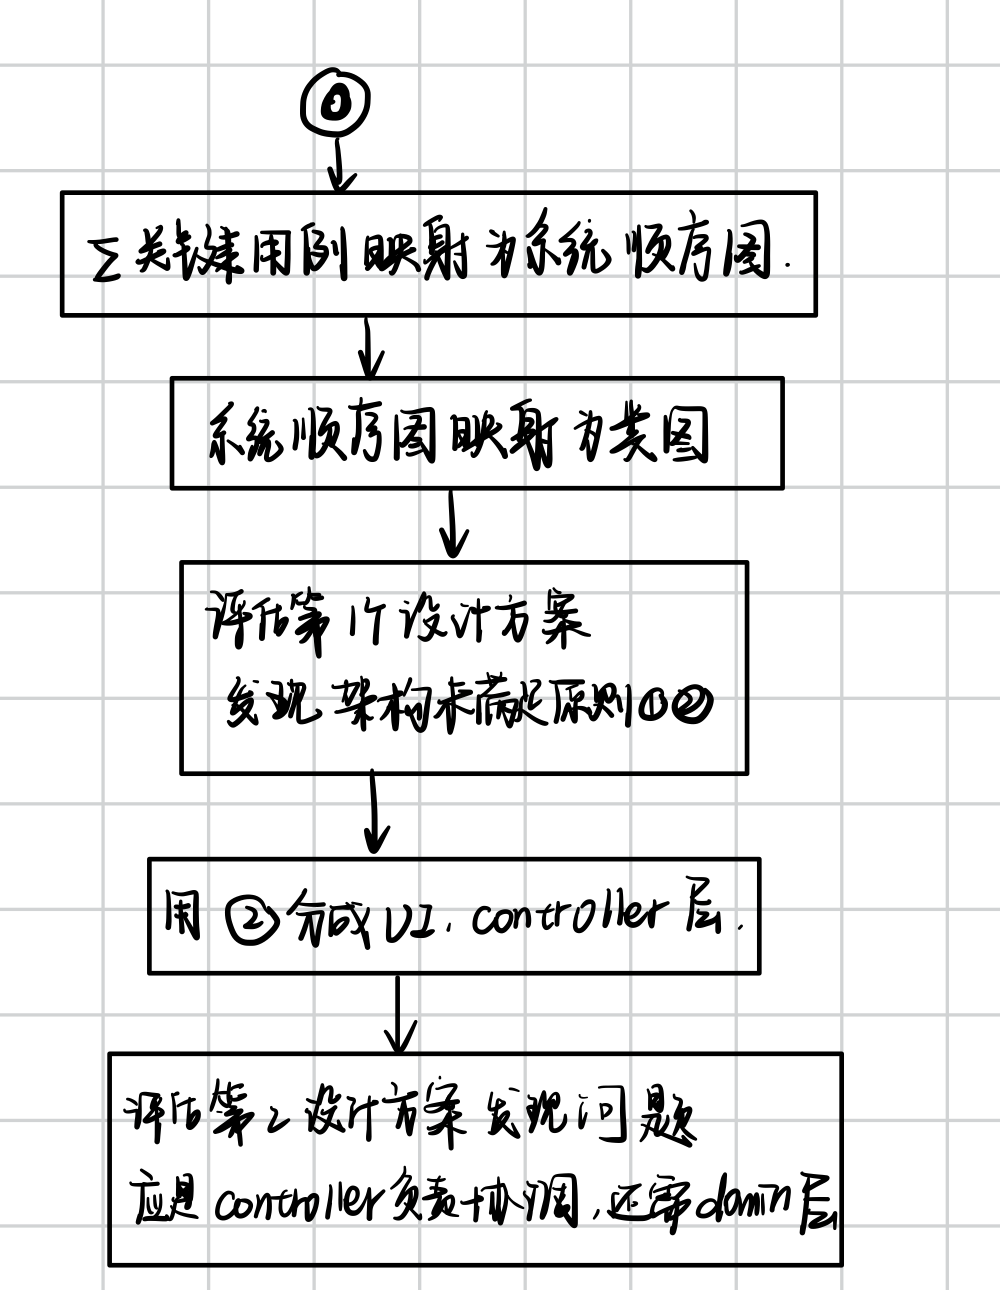 Σ关键用例映射为系统顺序图.
系统顺序图映射为类图
评估第1个设计方案
发现架构未满足原则①②
用②分成UI、controller层.
评估第2设计方案发现问题
应是controller负责协调,还需domin层